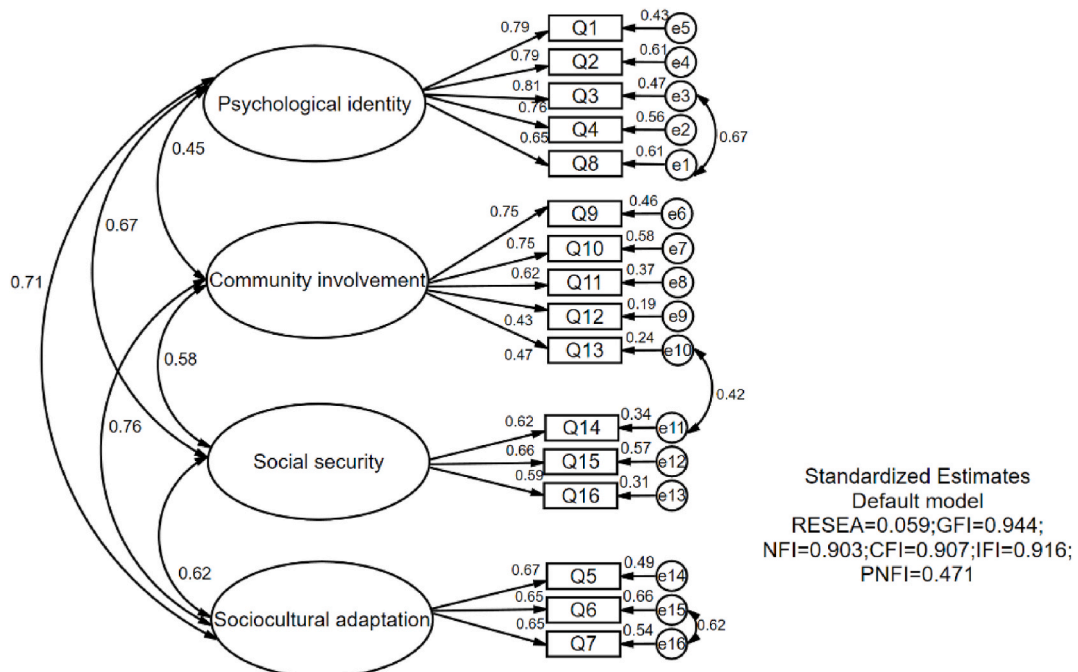 0.79
Q1
0.43
e5
0.79
Q2
0.61
e4
Psychological identity
0.81
Q3
0.47
e3
0.76
Q4
0.56
e2
0.67
0.65
Q8
0.61
e1
0.45
0.75
Q9
0.46
e6
0.67
0.75
Q10
0.58
e7
0.71
Community involvement
0.62
Q11
0.37
e8
0.43
Q12
0.19
e9
0.47
Q13
0.24
e10
0.58
0.42
0.76
0.62
Q14
0.34
e11
Social security
0.66
Q15
0.57
e12
0.59
Q16
0.31
e13
0.62
0.67
Q5
0.49
e14
Sociocultural adaptation
0.65
Q6
0.66
e15
0.62
0.65
Q7
0.54
e16
Standardized Estimates
Default model
RESEA=0.059;GFI=0.944;
NFI=0.903;CFI=0.907;IFI=0.916;
PNFI=0.471